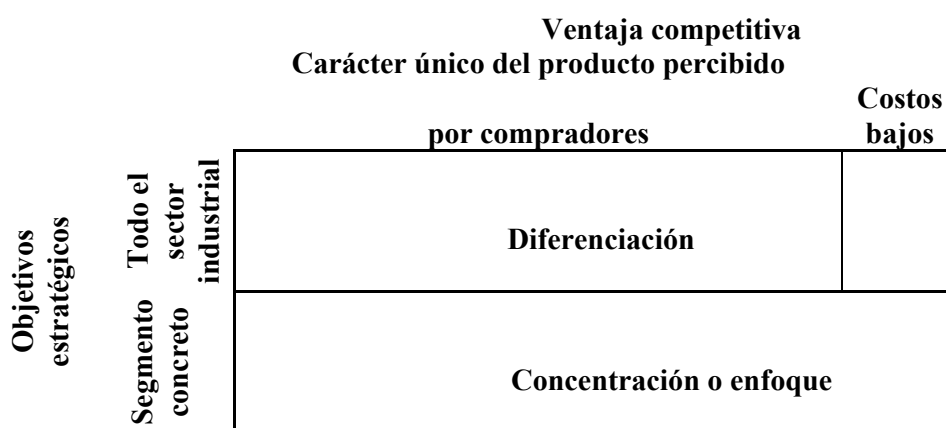 Ventaja competitiva
Carácter único del producto percibido
Costos
por compradores
bajos
Objetivos
estratégicos
Todo el
sector
industrial
Diferenciación
Segmento
concreto
Concentración o enfoque